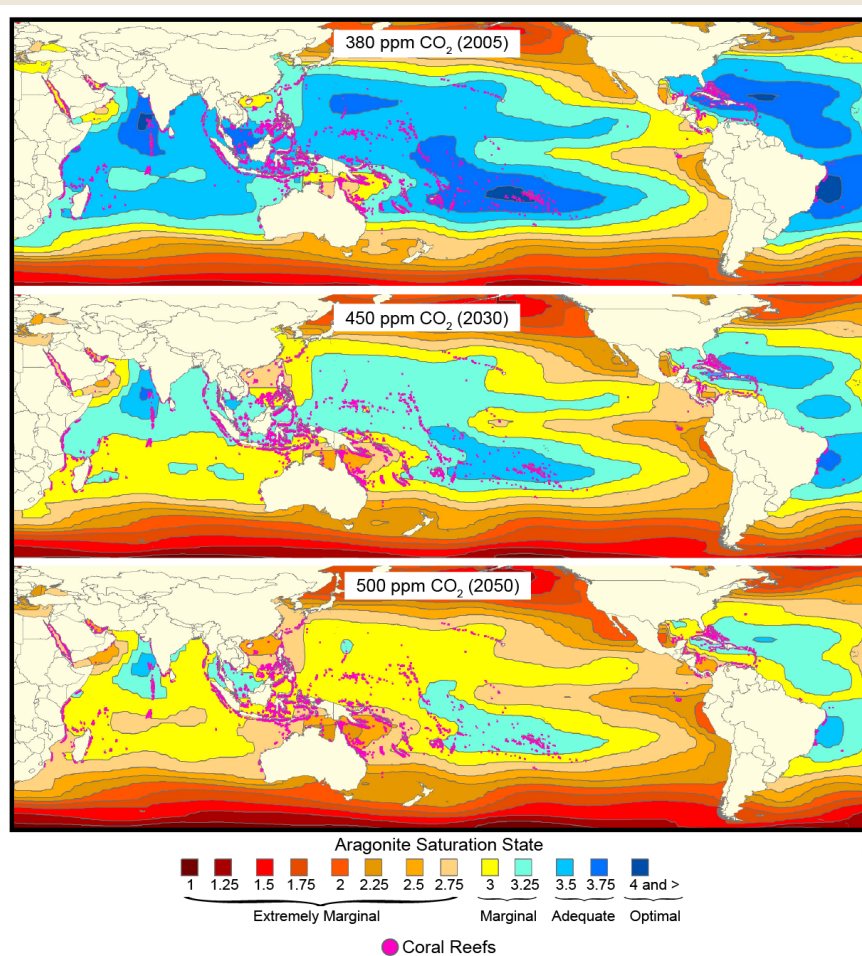 380 ppm CO₂ (2005)
450 ppm CO₂ (2030)
500 ppm CO₂ (2050)
Aragonite Saturation State
1 1.25 1.5 1.75 2 2.25 2.5 2.75 3 3.25 3.5 3.75 4 and >
Extremely Marginal Marginal Adequate Optimal
Coral Reefs